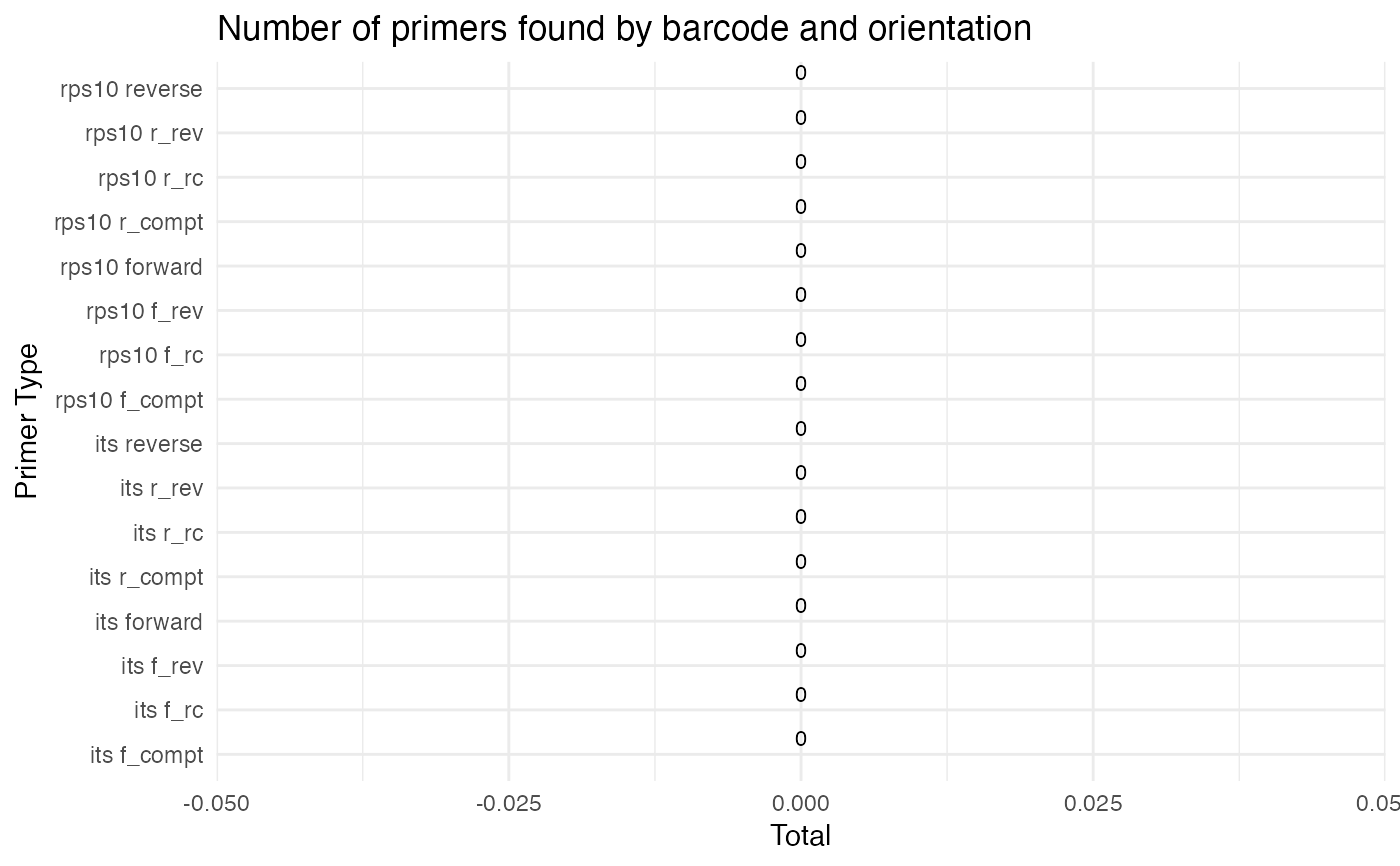 Number of primers found by barcode and orientation
Primer Type
rps10 reverse 0
rps10 r_rev 0
rps10 r_rc 0
rps10 r_compt 0
rps10 forward 0
rps10 f_rev 0
rps10 f_rc 0
rps10 f_compt 0
its reverse 0
its r_rev 0
its r_rc 0
its r_compt 0
its forward 0
its f_rev 0
its f_rc 0
its f_compt 0
-0.050 -0.025 0.000 0.025 0.05
Total